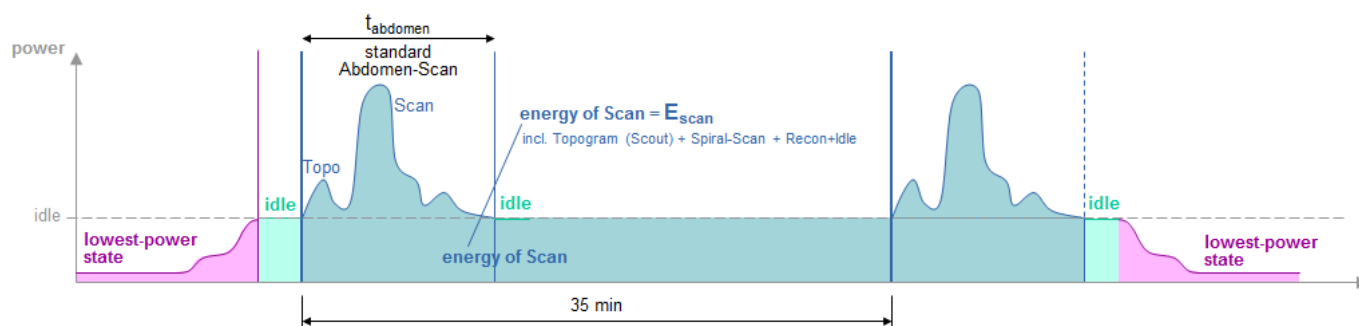 t_abdomen
power
standard
Abdomen-Scan
Scan
energy of Scan = E_scan
incl. Topogram (Scout) + Spiral-Scan + Recon+Idle
Topo
idle
idle
idle
idle
lowest-power
state
energy of Scan
lowest-power
state
35 min